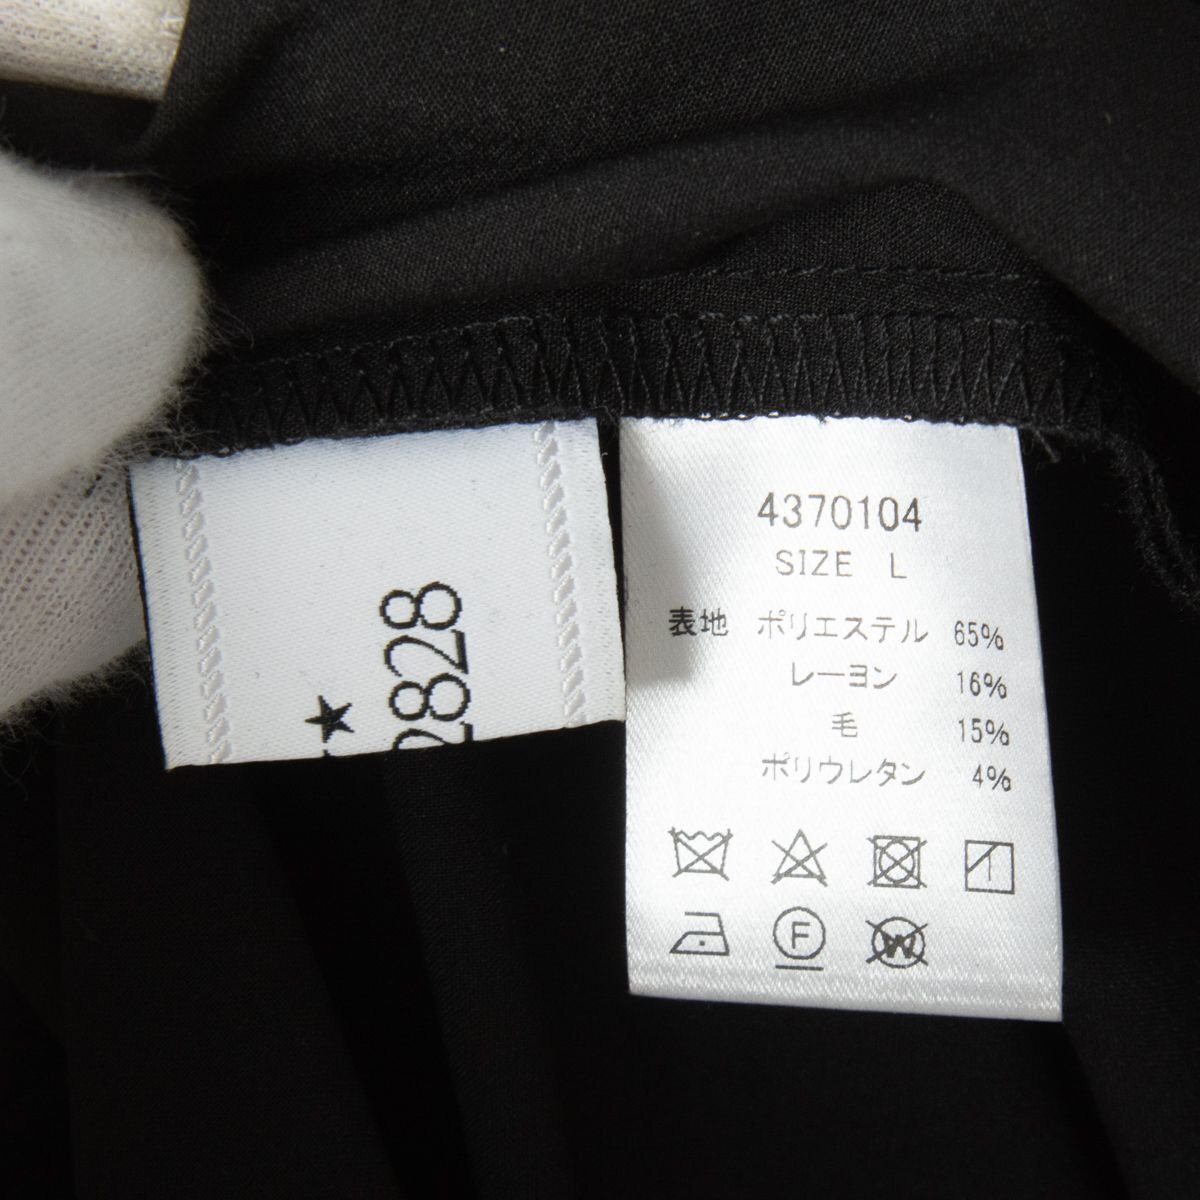 ★
2828
4370104
SIZE L
表地 ポリエステル 65%
レーヨン 16%
毛 15%
ポリウレタン 4%
F W